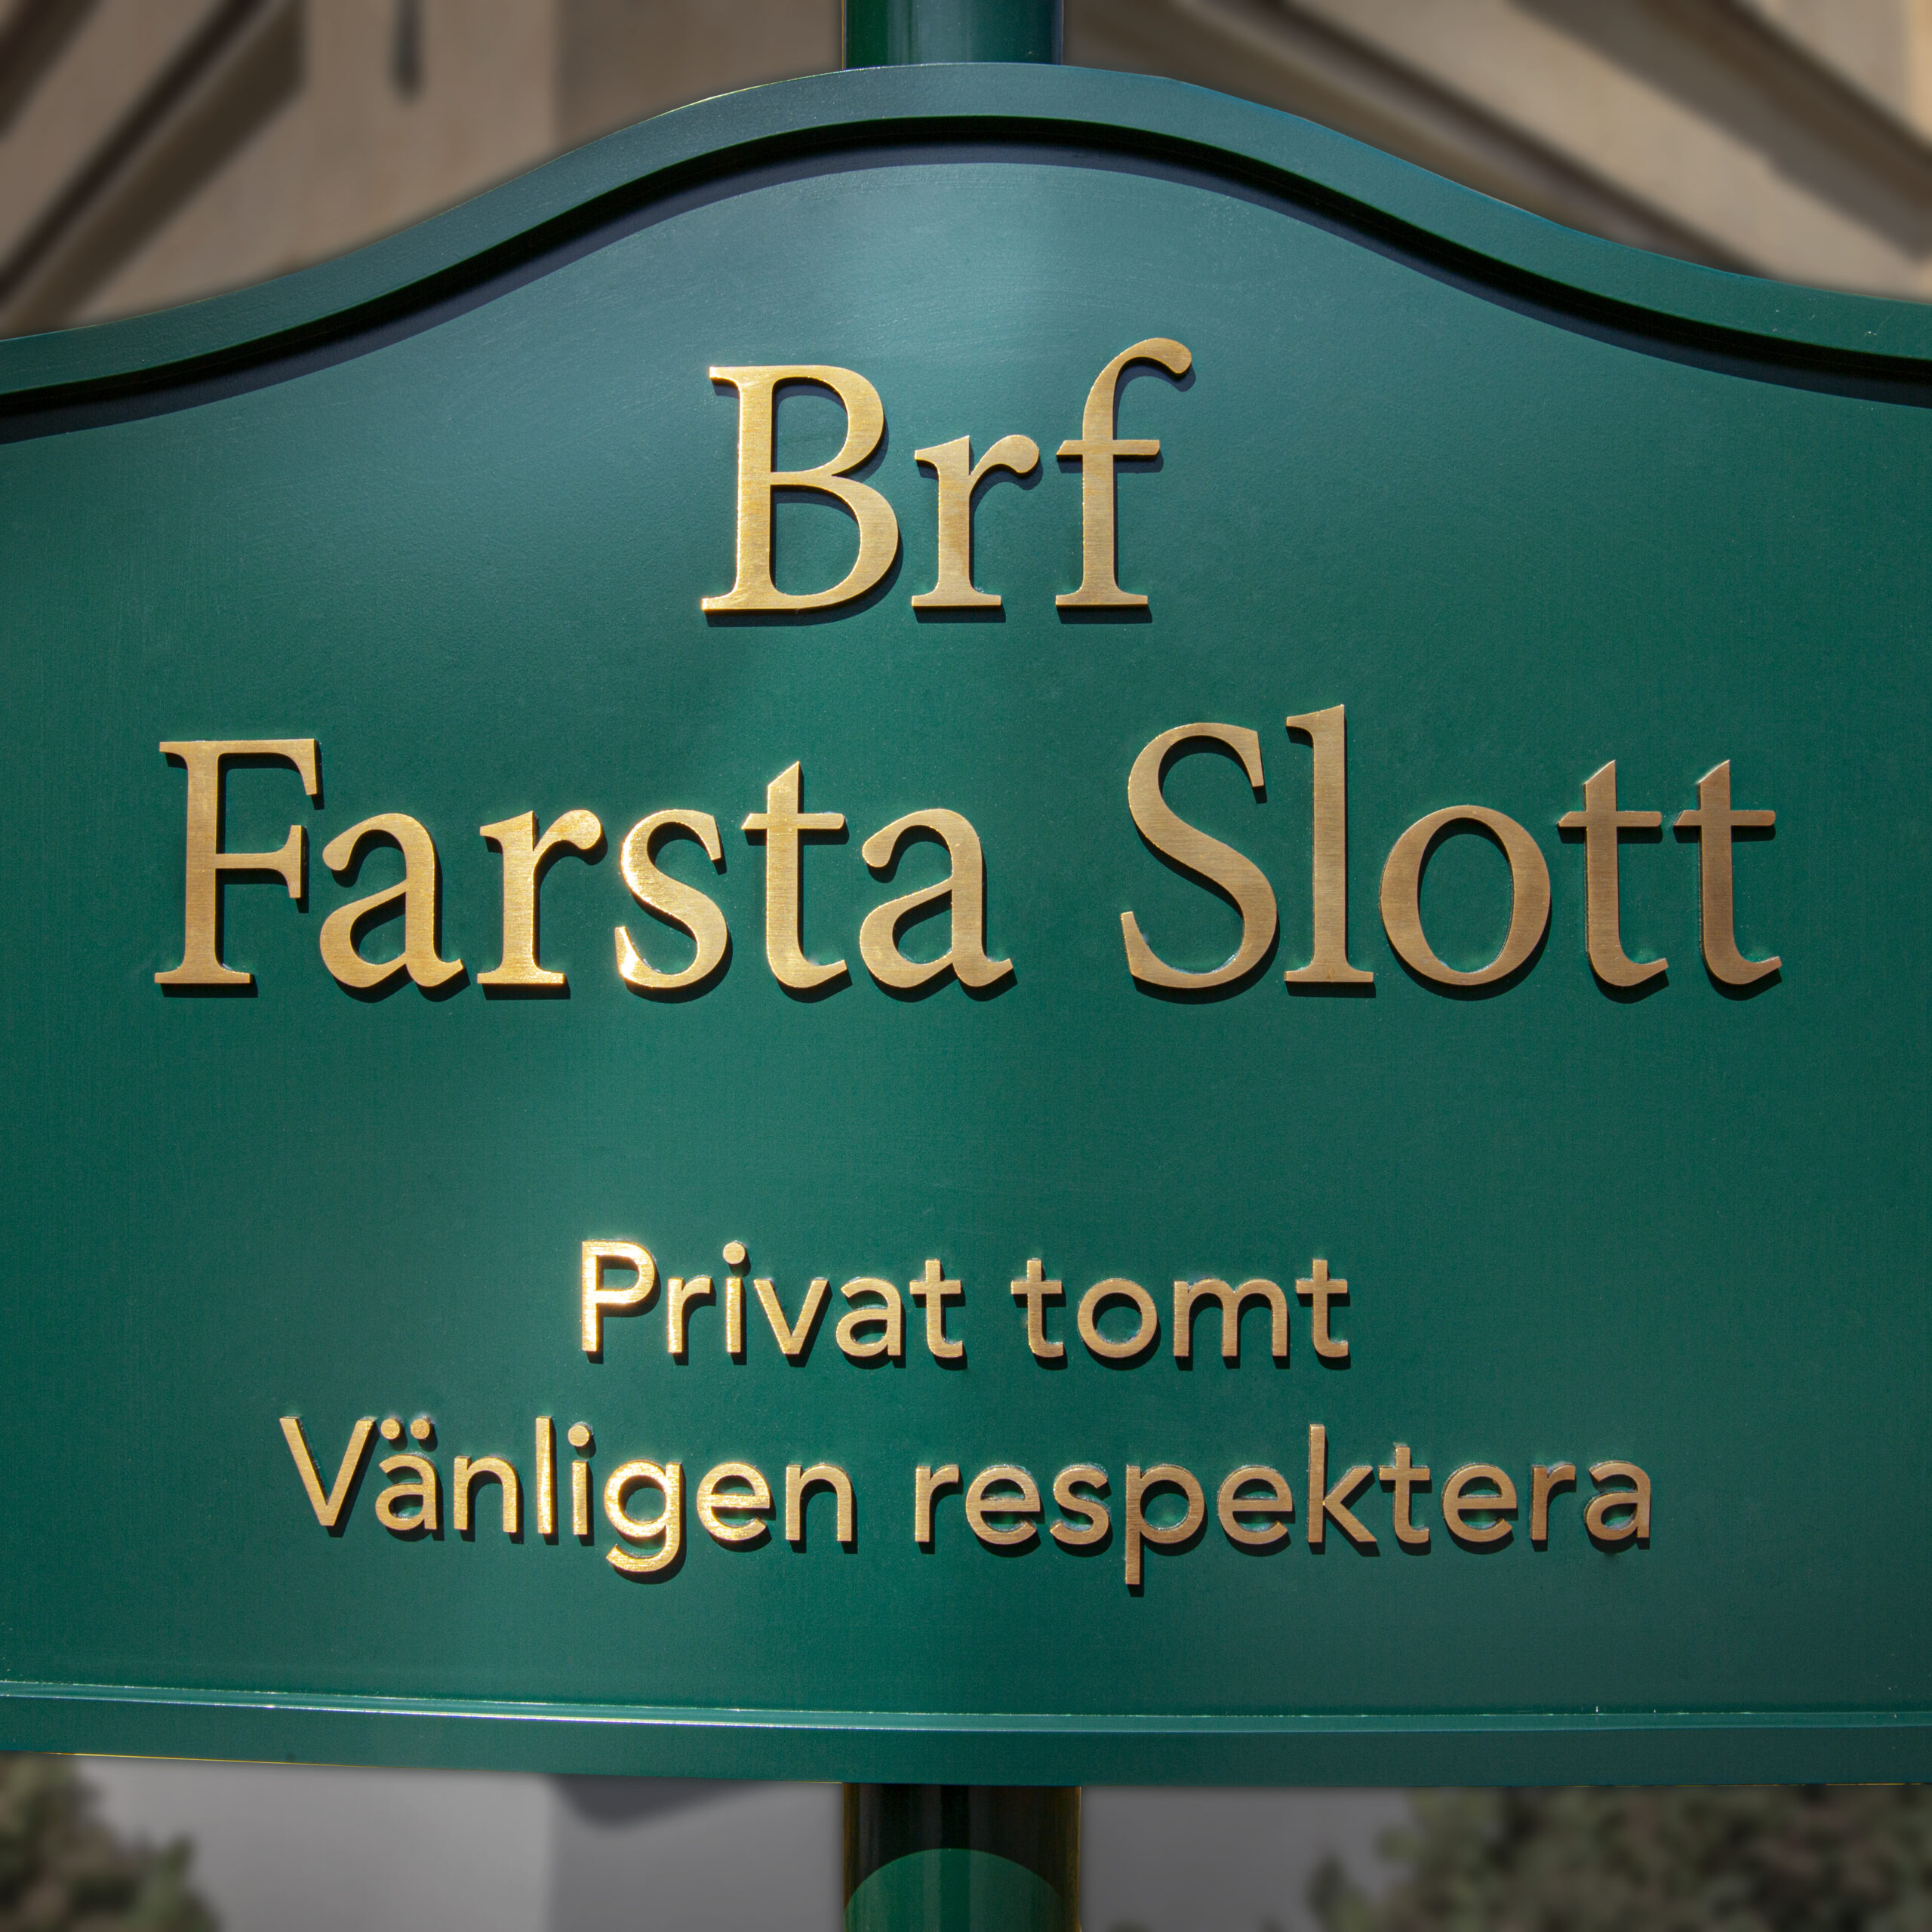 Brf
Farsta Slott
Privat tomt
Vänligen respektera